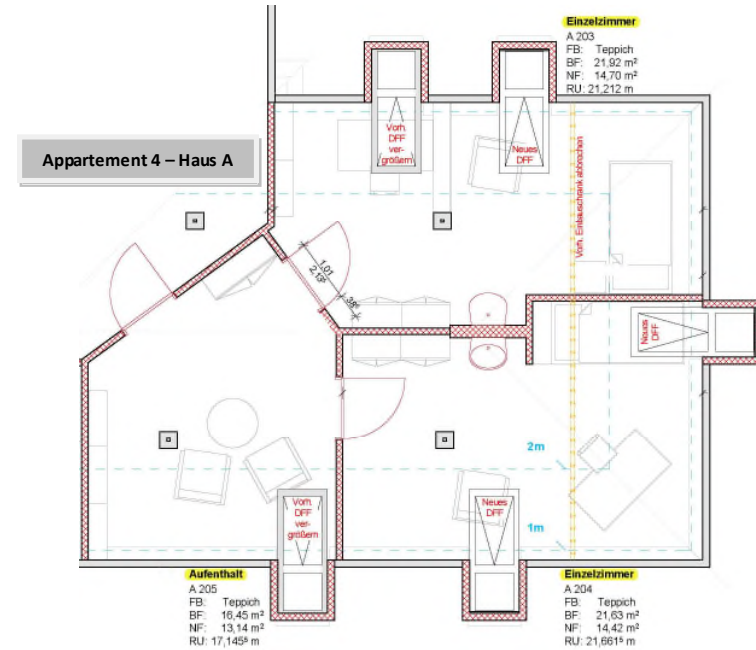 Einzelzimmer
A 203
FB: Teppich
BF: 21,92 m²
NF: 14,70 m²
RU: 21,212 m
Appartement 4 – Haus A
Vorh.
DFF
ver-
größern
Neues
DFF
Vorh. Einbauschrank abbrechen
1,01
2,13⁵
38⁵
Neues
DFF
2m
1m
Vorh.
DFF
ver-
größern
Neues
DFF
Aufenthalt
A 205
FB: Teppich
BF: 16,45 m²
NF: 13,14 m²
RU: 17,145⁵ m
Einzelzimmer
A 204
FB: Teppich
BF: 21,63 m²
NF: 14,42 m²
RU: 21,661⁵ m